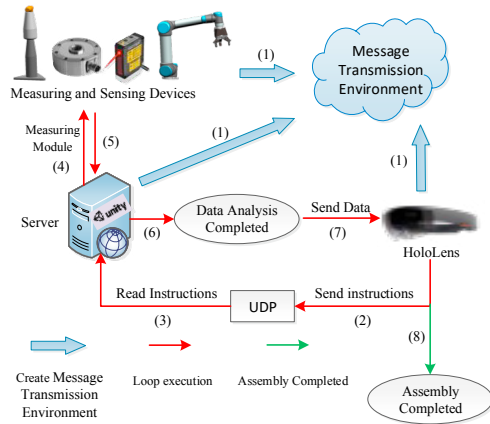 (1)
Message
Transmission
Environment
Measuring and Sensing Devices
Measuring
Module
(4)
(5)
(1)
(1)
Server
unity
(6)
Data Analysis
Completed
Send Data
(7)
HoloLens
Read Instructions
(3)
UDP
Send instructions
(2)
(8)
Create Message
Transmission
Environment
Loop execution
Assembly Completed
Assembly
Completed